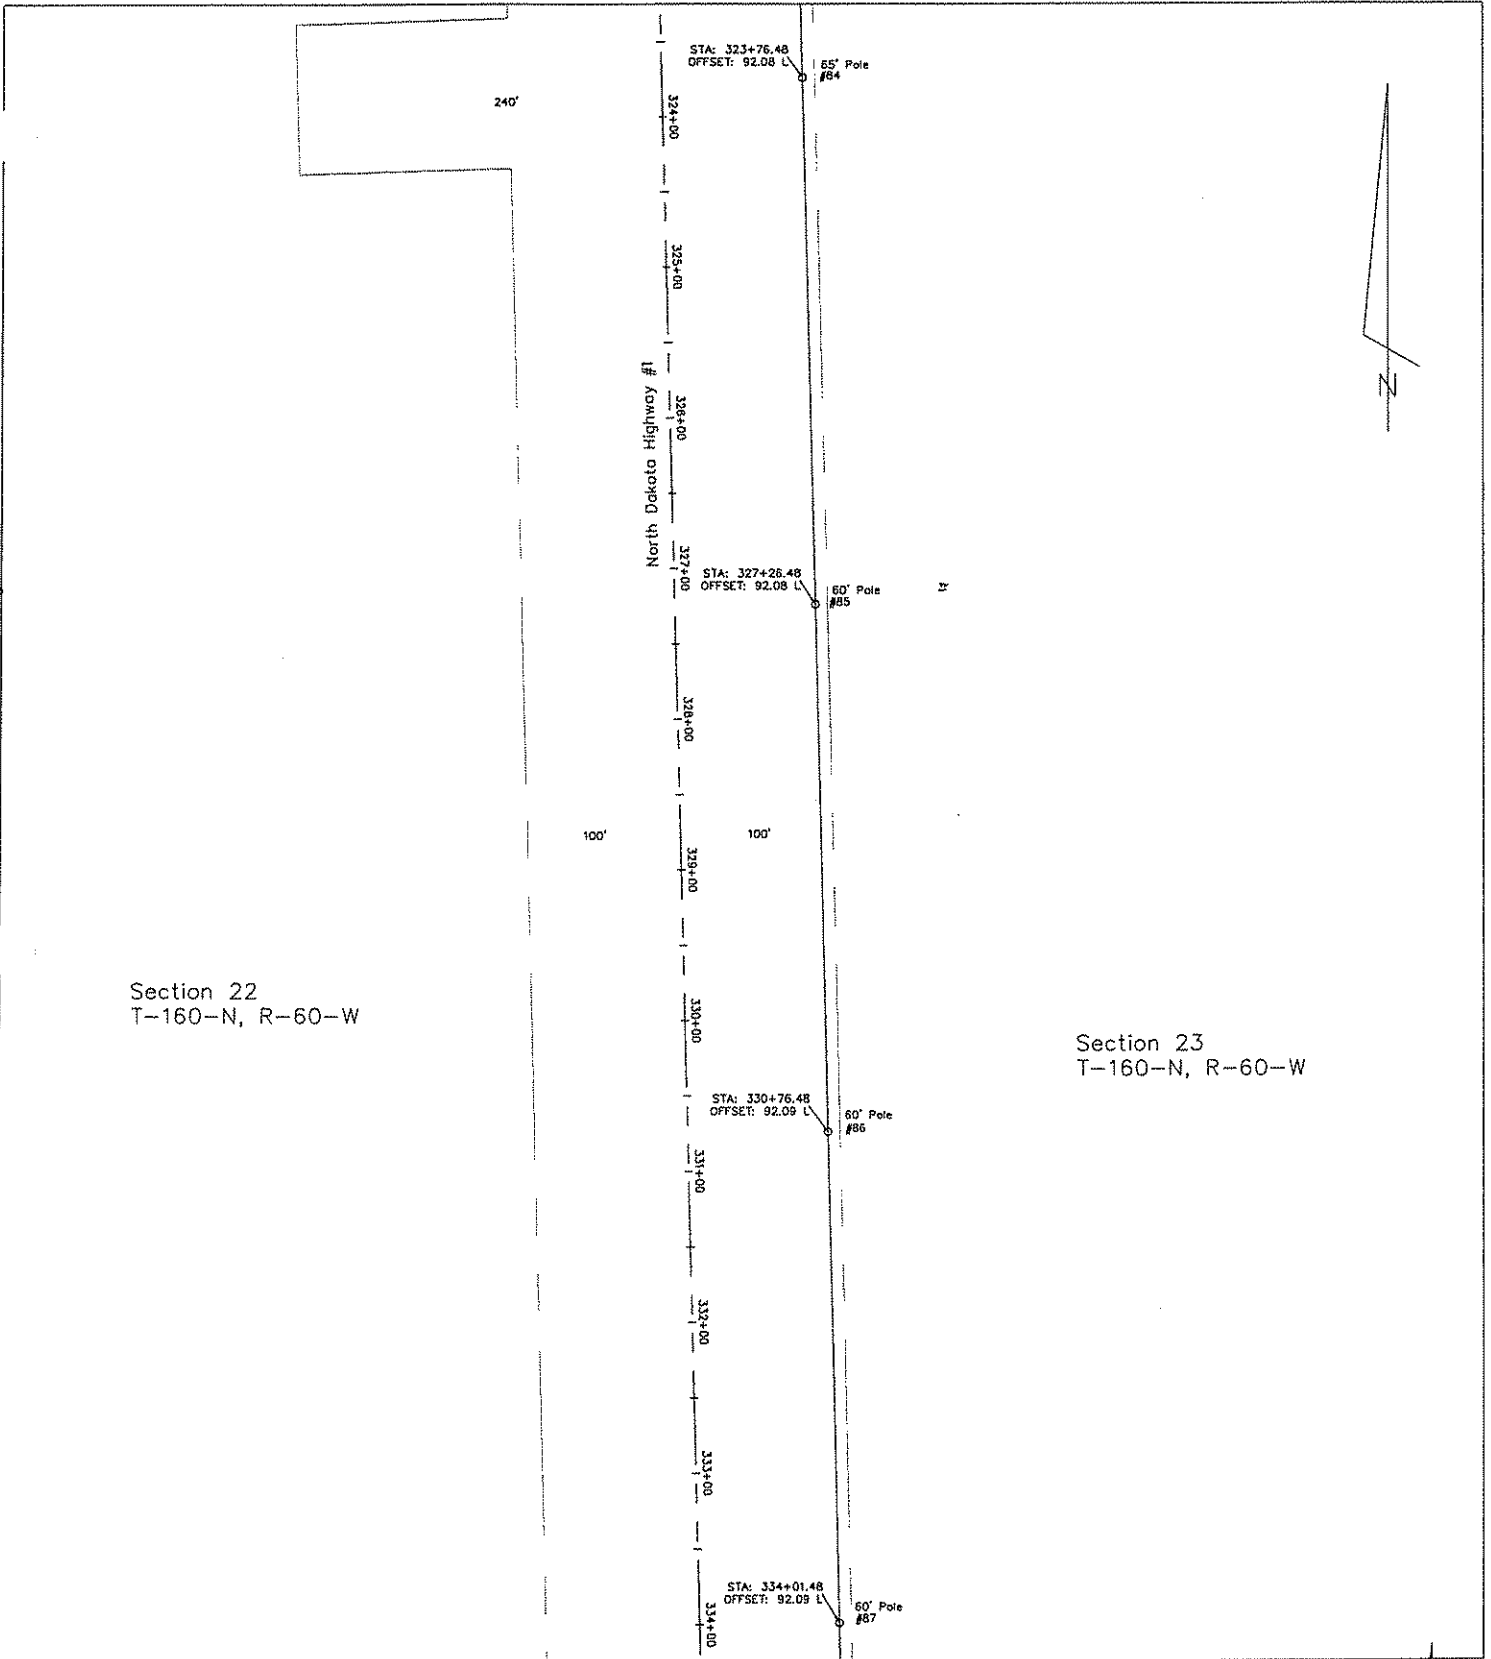 STA: 323+76.48
OFFSET: 92.08 L
65' Pole
#84
240'
324+00
325+00
North Dakota Highway #1
326+00
327+00
STA: 327+26.48
OFFSET: 92.08 L
60' Pole
#85
328+00
100'
100'
329+00
Section 22
T-160-N, R-60-W
330+00
Section 23
T-160-N, R-60-W
STA: 330+76.48
OFFSET: 92.09 L
60' Pole
#86
331+00
332+00
333+00
STA: 334+01.48
OFFSET: 92.09 L
60' Pole
#87
334+00
N